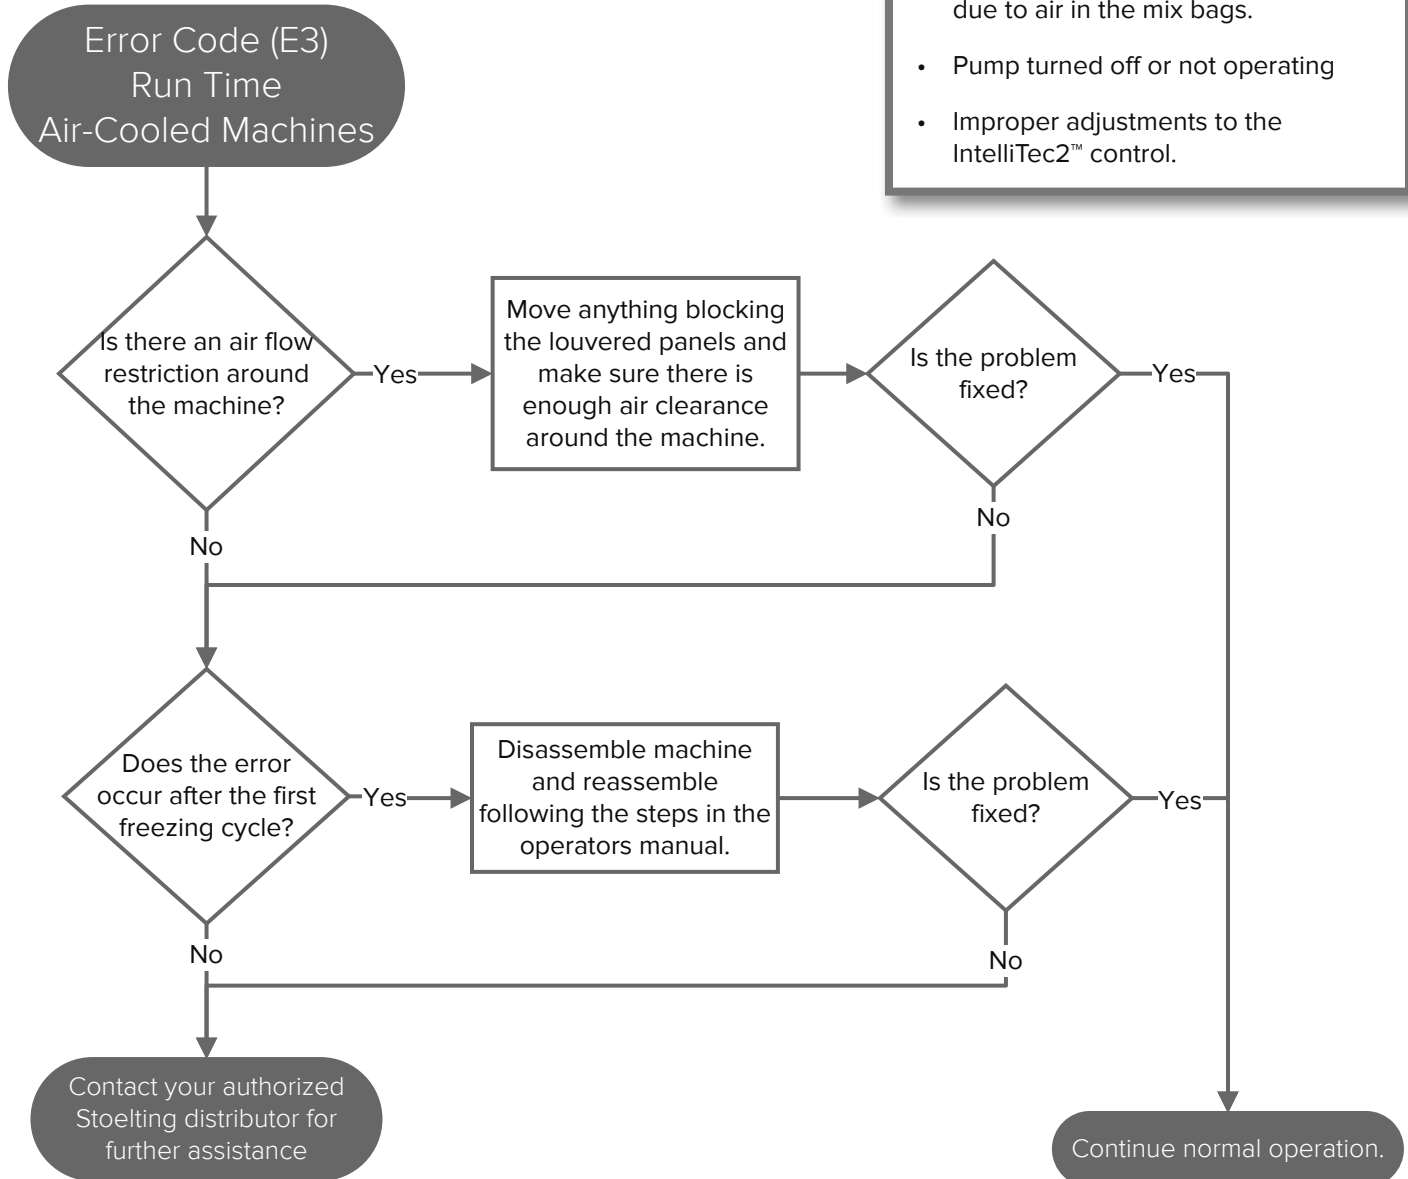 Error Code (E3)
Run Time
Air-Cooled Machines
due to air in the mix bags.
• Pump turned off or not operating
• Improper adjustments to the
IntelliTec2™ control.
Is there an air flow
restriction around
the machine?
Yes
Move anything blocking
the louvered panels and
make sure there is
enough air clearance
around the machine.
Is the problem
fixed?
Yes
No
No
Does the error
occur after the first
freezing cycle?
Yes
Disassemble machine
and reassemble
following the steps in the
operators manual.
Is the problem
fixed?
Yes
No
No
Contact your authorized
Stoelting distributor for
further assistance
Continue normal operation.